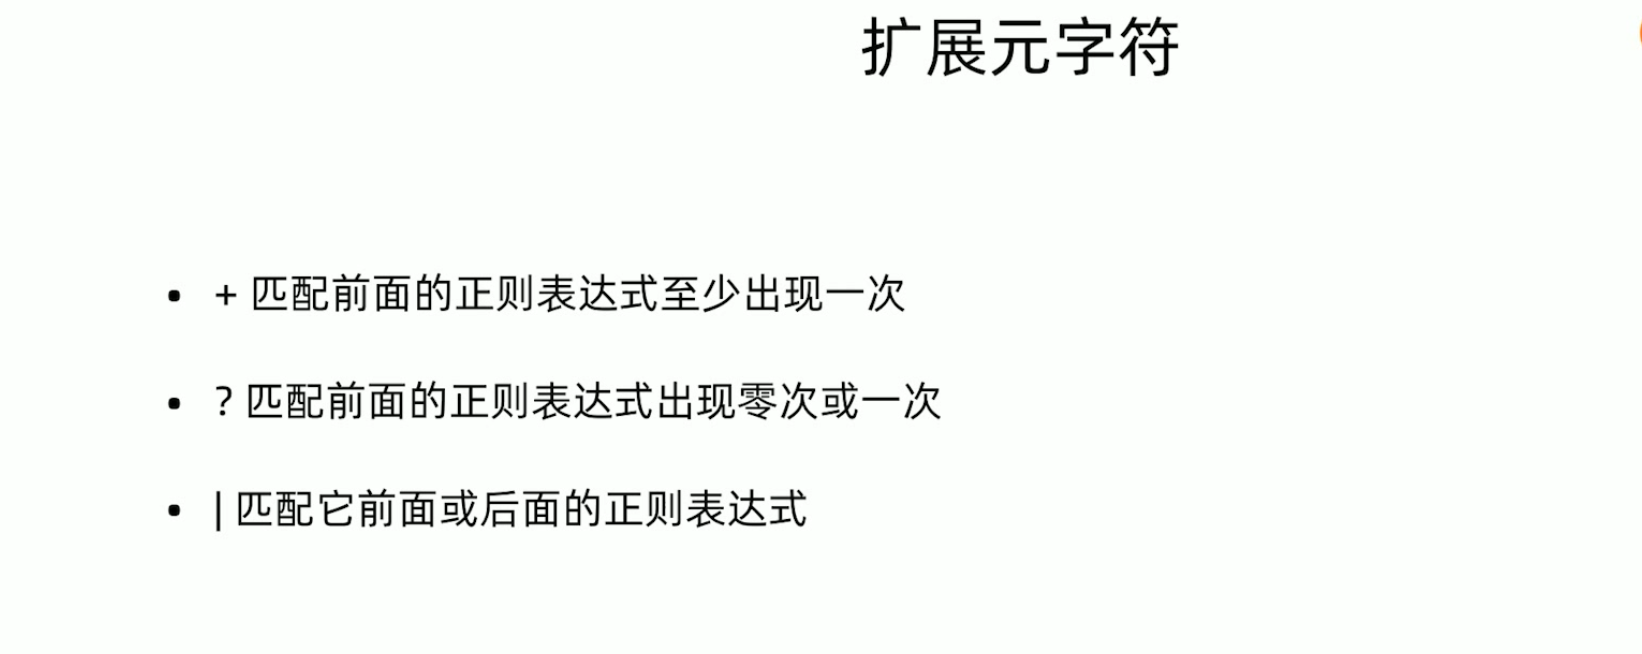 扩展元字符
• + 匹配前面的正则表达式至少出现一次
• ? 匹配前面的正则表达式出现零次或一次
• | 匹配它前面或后面的正则表达式